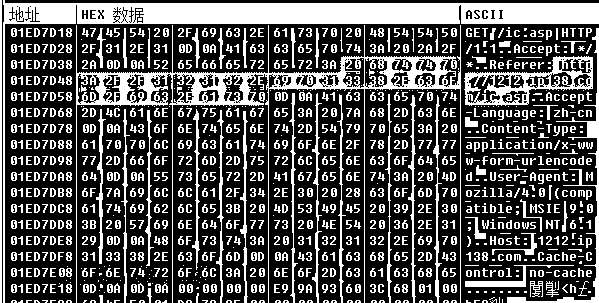 地址 HEX 数据 ASCII
01ED7D18 47 45 54 20 2F 69 63 2E 61 73 70 20 48 54 54 50 GET /ic.asp HTTP
01ED7D28 2F 31 2E 31 0D 0A 41 63 63 65 70 74 3A 20 2A 2F /1.1..Accept: */
01ED7D38 2A 0D 0A 52 65 66 65 72 65 72 3A 20 68 74 74 70 *..Referer: http
01ED7D48 3A 2F 2F 31 32 31 32 2E 69 70 31 33 38 2E 63 6F ://1212.ip138.co
01ED7D58 6D 2F 69 63 2E 61 73 70 0D 0A 41 63 63 65 70 74 m/ic.asp..Accept
01ED7D68 2D 4C 61 6E 67 75 61 67 65 3A 20 7A 68 2D 63 6E -Language: zh-cn
01ED7D78 0D 0A 43 6F 6E 74 65 6E 74 2D 54 79 70 65 3A 20 ..Content-Type: 
01ED7D88 61 70 70 6C 69 63 61 74 69 6F 6E 2F 78 2D 77 77 application/x-ww
01ED7D98 77 2D 66 6F 72 6D 2D 75 72 6C 65 6E 63 6F 64 65 w-form-urlencode
01ED7DA8 64 0D 0A 55 73 65 72 2D 41 67 65 6E 74 3A 20 4D d..User-Agent: M
01ED7DB8 6F 7A 69 6C 6C 61 2F 34 2E 30 20 28 63 6F 6D 70 ozilla/4.0 (comp
01ED7DC8 61 74 69 62 6C 65 3B 20 4D 53 49 45 20 39 2E 30 atible; MSIE 9.0
01ED7DD8 3B 20 57 69 6E 64 6F 77 73 20 4E 54 20 36 2E 31 ; Windows NT 6.1
01ED7DE8 29 0D 0A 48 6F 73 74 3A 20 31 32 31 32 2E 69 70 )..Host: 1212.ip
01ED7DF8 31 33 38 2E 63 6F 6D 0D 0A 43 61 63 68 65 2D 43 138.com..Cache-C
01ED7E08 6F 6E 74 72 6F 6C 3A 20 6E 6F 2D 63 61 63 68 65 ontrol: no-cache
01ED7E18 0D 0A 0D 0A 00 00 00 00 E9 9A 93 60 3C 68 01 00